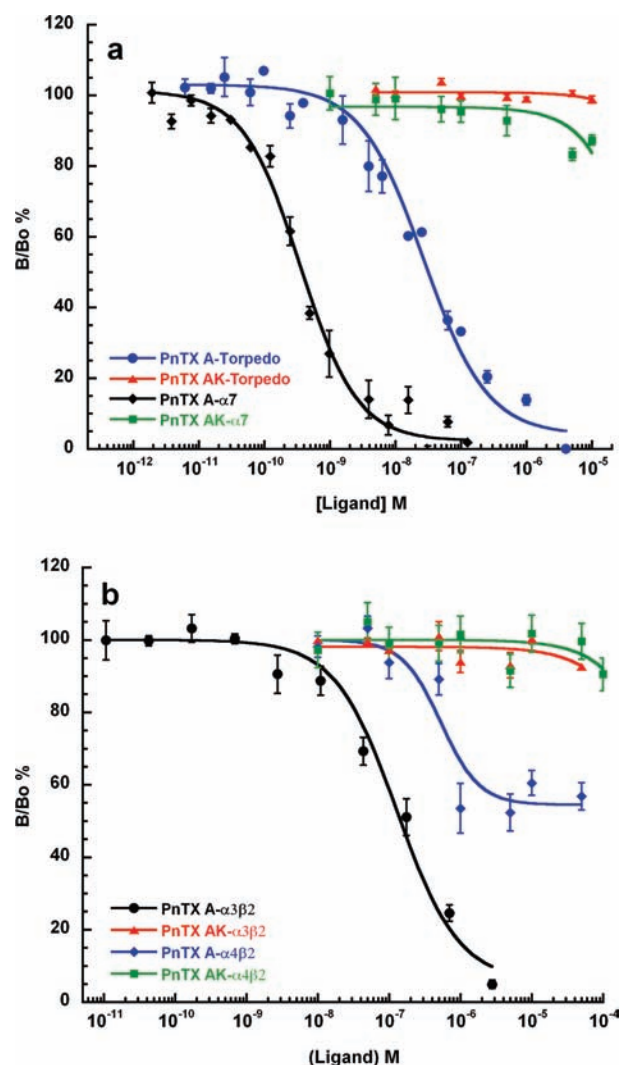 a
120
100
80
60
40
20
0
B/Bo %
PnTX A-Torpedo
PnTX AK-Torpedo
PnTX A-α7
PnTX AK-α7
10⁻¹² 10⁻¹¹ 10⁻¹⁰ 10⁻⁹ 10⁻⁸ 10⁻⁷ 10⁻⁶ 10⁻⁵
[Ligand] M
b
120
100
80
60
40
20
0
B/Bo %
PnTX A-α3β2
PnTX AK-α3β2
PnTX A-α4β2
PnTX AK-α4β2
10⁻¹¹ 10⁻¹⁰ 10⁻⁹ 10⁻⁸ 10⁻⁷ 10⁻⁶ 10⁻⁵ 10⁻⁴
(Ligand) M